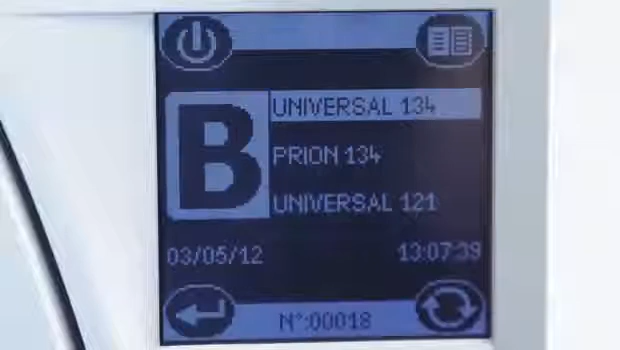 B
UNIVERSAL 134
PRION 134
UNIVERSAL 121
03/05/12 13:07:39
N°:00018